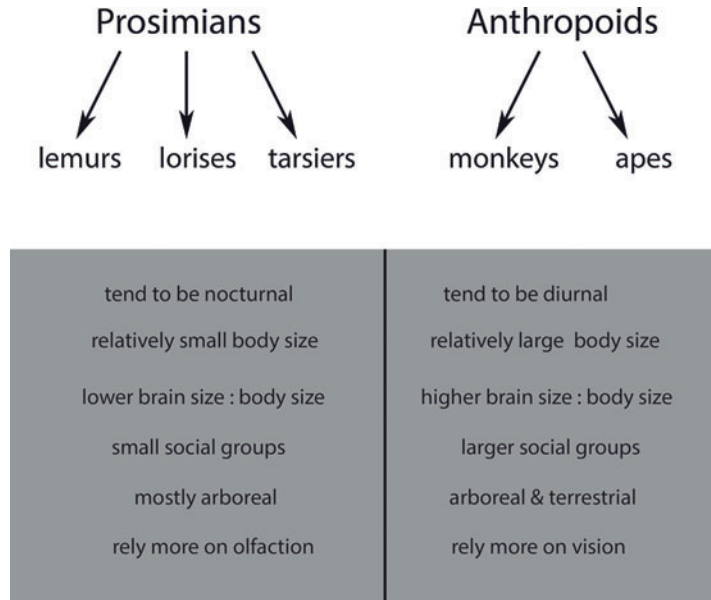 Prosimians
Anthropoids
lemurs
lorises
tarsiers
monkeys
apes
tend to be nocturnal
relatively small body size
lower brain size : body size
small social groups
mostly arboreal
rely more on olfaction
tend to be diurnal
relatively large body size
higher brain size : body size
larger social groups
arboreal & terrestrial
rely more on vision